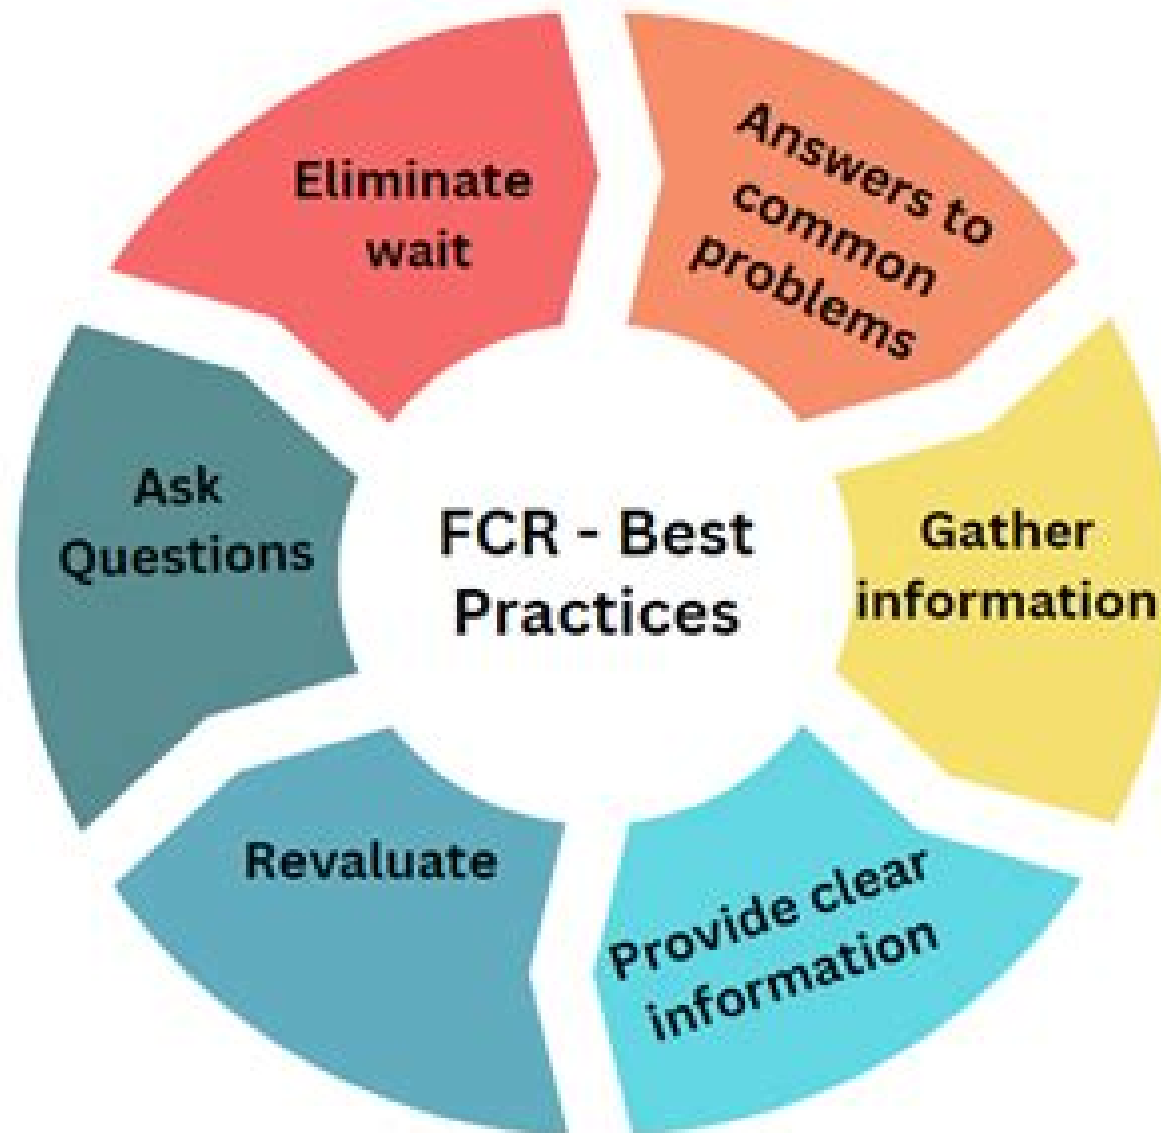 Eliminate
wait
Answers to
common
problems
Gather
information
Provide clear
information
Revaluate
Ask
Questions
FCR - Best
Practices